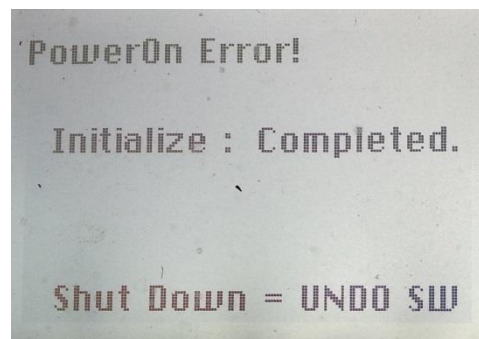 PowerOn Error!
Initialize : Completed.
Shut Down = UNDO SW